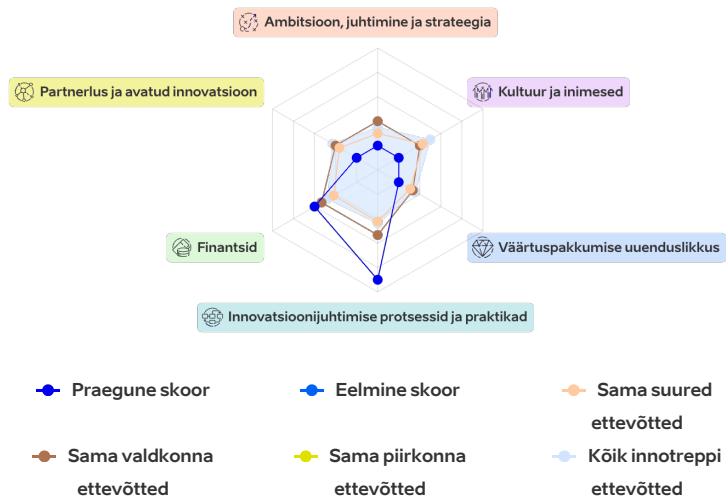 Ambitsioon, juhtimine ja strateegia
Partnerlus ja avatud innovatsioon
Kultuur ja inimesed
Finantsid
Väärtuspakkumise uuenduslikkus
Innovatsioonijuhtimise protsessid ja praktikad
Praegune skoor
Eelmine skoor
Sama suured
ettevõtted
Sama valdkonna
ettevõtted
Sama piirkonna
ettevõtted
Kõik innotreppi
ettevõtted